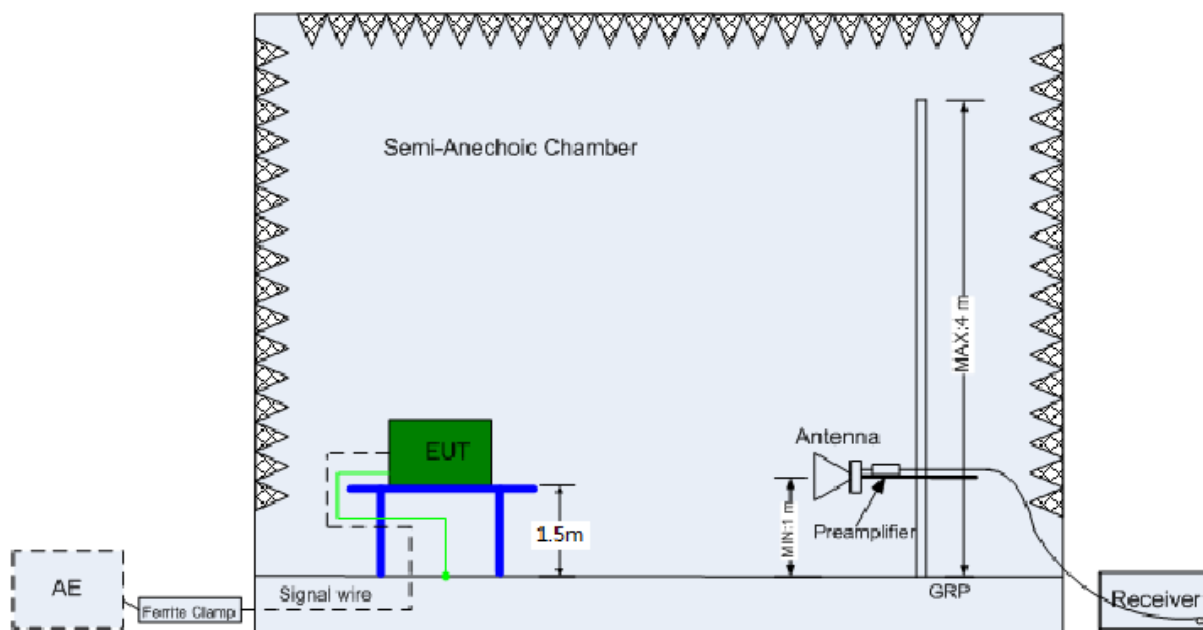 Semi-Anechoic Chamber
MAX:4 m
EUT
Antenna
1.5m
MIN:1 m
Preamplifier
AE
Ferrite Clamp
Signal wire
GRP
Receiver